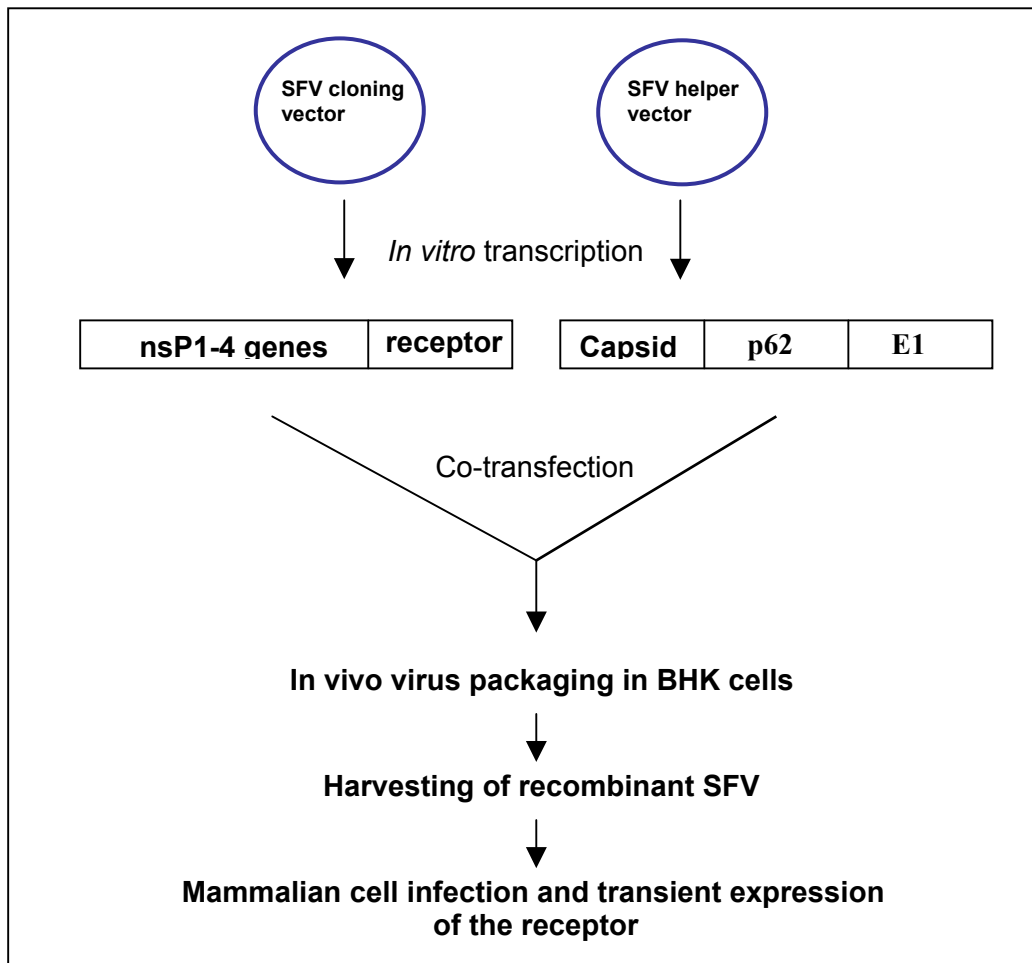 SFV cloning
vector
SFV helper
vector
In vitro transcription
nsP1-4 genes
receptor
Capsid
p62
E1
Co-transfection
In vivo virus packaging in BHK cells
Harvesting of recombinant SFV
Mammalian cell infection and transient expression
of the receptor